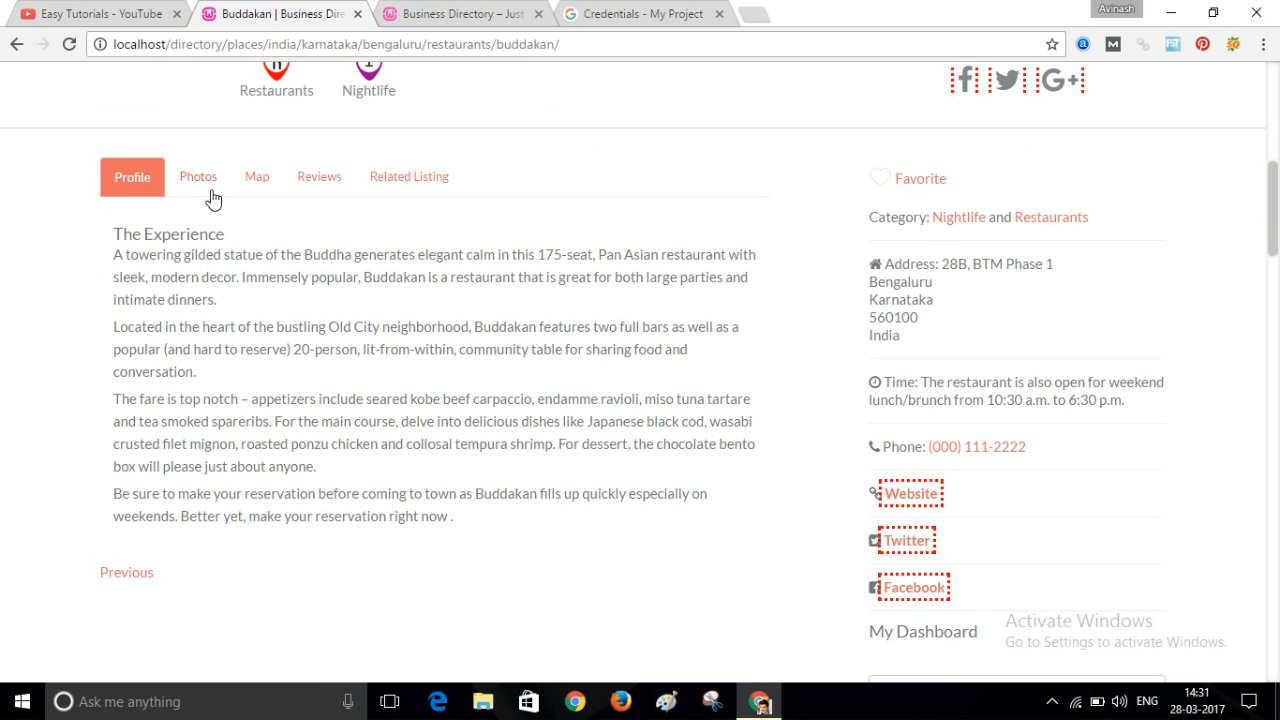 Easy Tutorials - YouTube
Buddakan | Business Dire
Business Directory – Just
Credentials - My Project
Avinash
localhost/directory/places/india/karnataka/bengaluru/restaurants/buddakan/
Restaurants
Nightlife
Profile
Photos
Map
Reviews
Related Listing
The Experience
A towering gilded statue of the Buddha generates elegant calm in this 175-seat, Pan Asian restaurant with
sleek, modern decor. Immensely popular, Buddakan is a restaurant that is great for both large parties and
intimate dinners.
Located in the heart of the bustling Old City neighborhood, Buddakan features two full bars as well as a
popular (and hard to reserve) 20-person, lit-from-within, community table for sharing food and
conversation.
The fare is top notch – appetizers include seared kobe beef carpaccio, endamme ravioli, miso tuna tartare
and tea smoked spareribs. For the main course, delve into delicious dishes like Japanese black cod, wasabi
crusted filet mignon, roasted ponzu chicken and collosal tempura shrimp. For dessert, the chocolate bento
box will please just about anyone.
Be sure to make your reservation before coming to town as Buddakan fills up quickly especially on
weekends. Better yet, make your reservation right now .
Previous
Favorite
Category: Nightlife and Restaurants
Address: 28B, BTM Phase 1
Bengaluru
Karnataka
560100
India
Time: The restaurant is also open for weekend
lunch/brunch from 10:30 a.m. to 6:30 p.m.
Phone: (000) 111-2222
Website
Twitter
Facebook
My Dashboard
Activate Windows
Go to Settings to activate Windows.
Ask me anything
ENG
14:31
28-03-2017